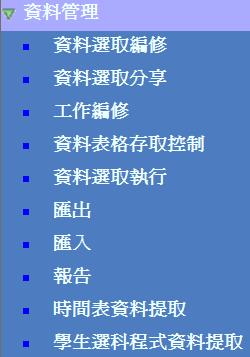 資料管理
資料選取編修
資料選取分享
工作編修
資料表格存取控制
資料選取執行
匯出
匯入
報告
時間表資料提取
學生選科程式資料提取